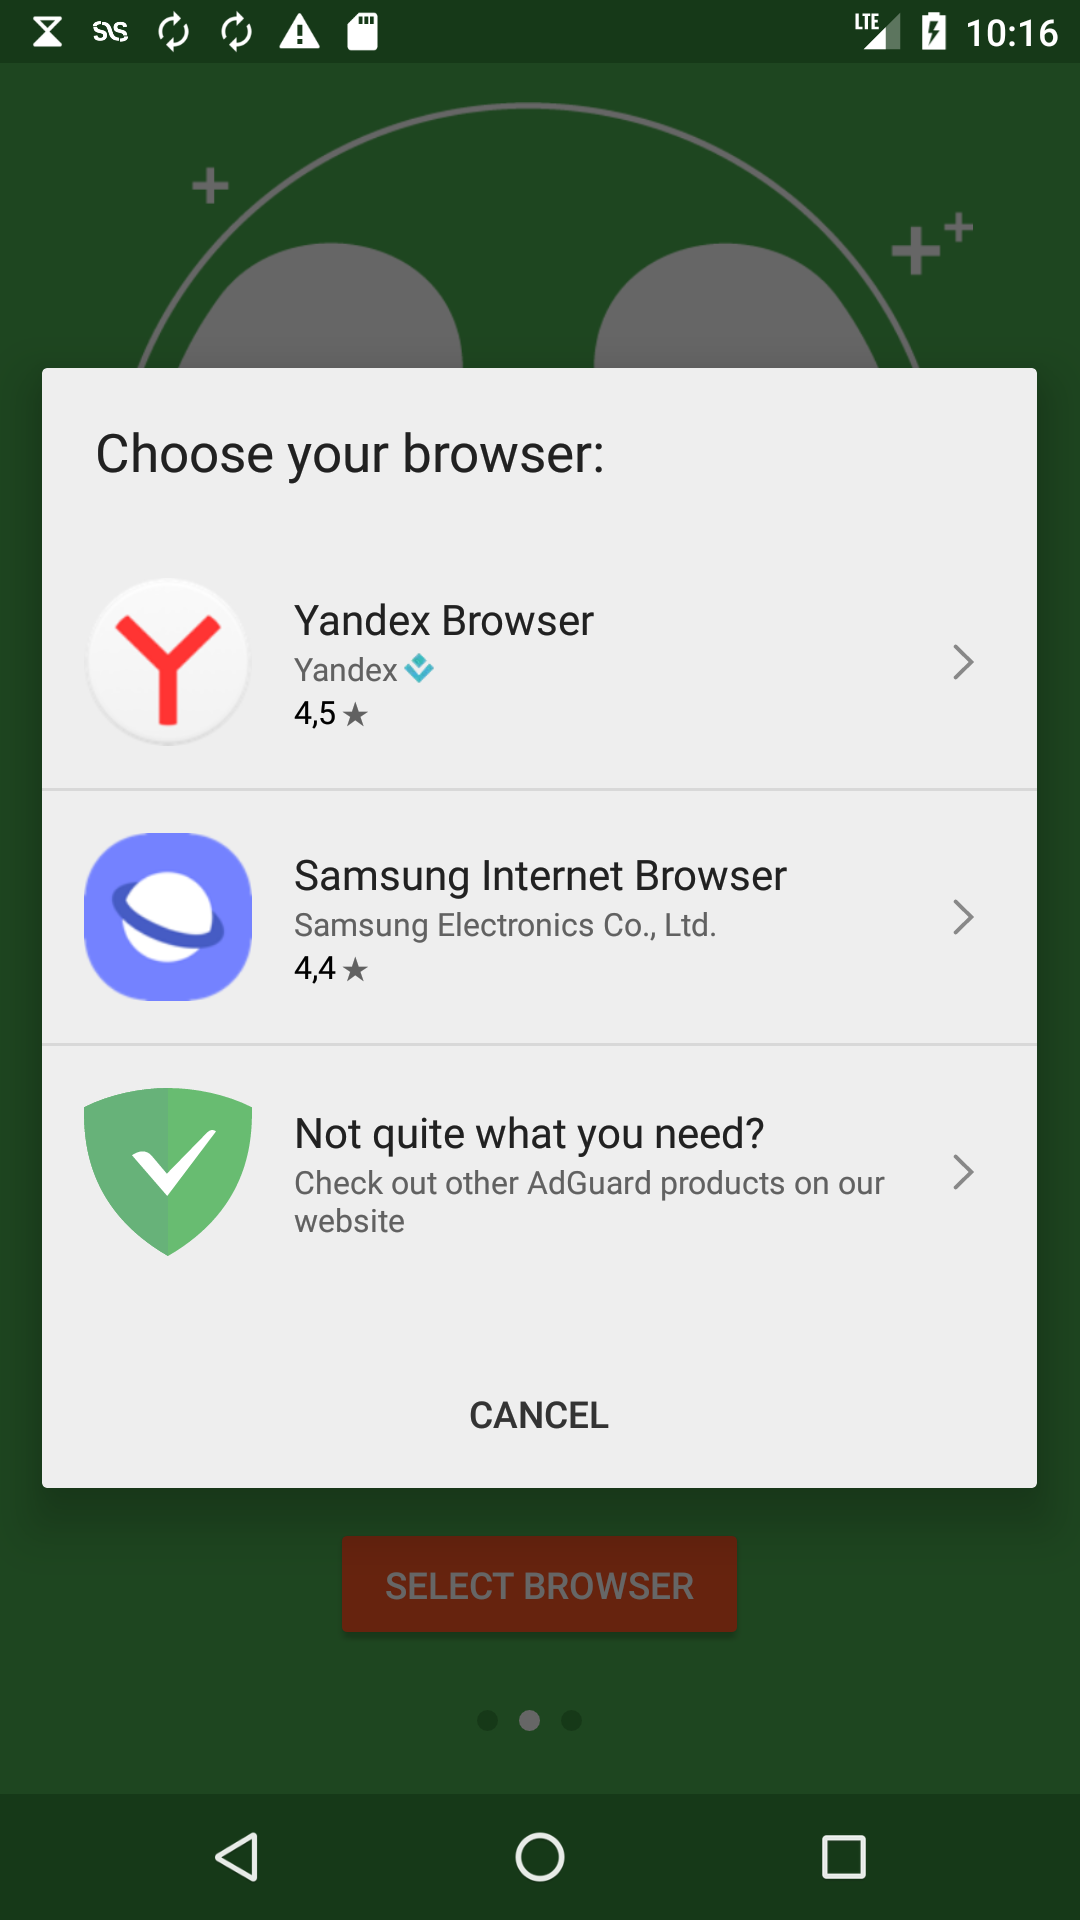 LTE 10:16
Choose your browser:
Yandex Browser
Yandex
4,5
Samsung Internet Browser
Samsung Electronics Co., Ltd.
4,4
Not quite what you need?
Check out other AdGuard products on our
website
CANCEL
SELECT BROWSER